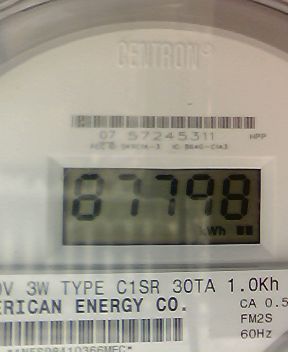 CENTRON®
07 57245311 NPP
87798
kWh
0V 3W TYPE C1SR 30TA 1.0Kh
ERICAN ENERGY CO.
CA 0.5
FM2S
60Hz